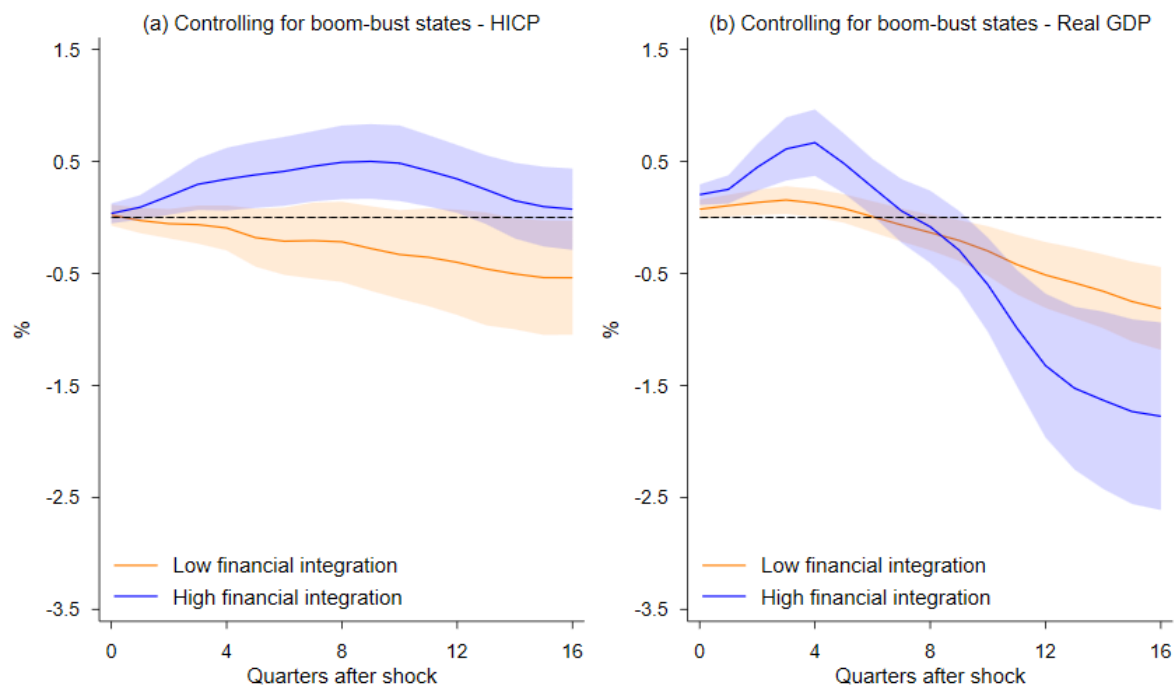 (a) Controlling for boom-bust states - HICP
1.5
0.5
-0.5
-1.5
-2.5
-3.5
%
Low financial integration
High financial integration
0 4 8 12 16
Quarters after shock
(b) Controlling for boom-bust states - Real GDP
1.5
0.5
-0.5
-1.5
-2.5
-3.5
%
Low financial integration
High financial integration
0 4 8 12 16
Quarters after shock